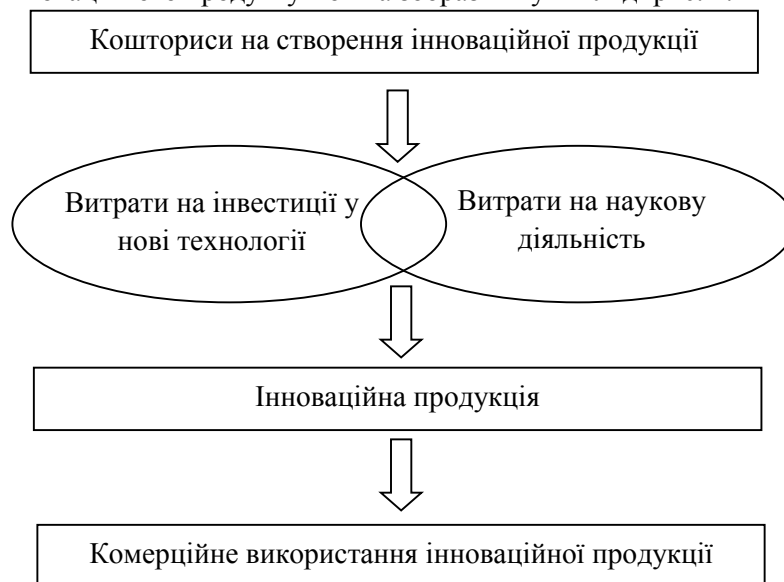 Кошториси на створення інноваційної продукції
Витрати на інвестиції у
нові технології
Витрати на наукову
діяльність
Інноваційна продукція
Комерційне використання інноваційної продукції